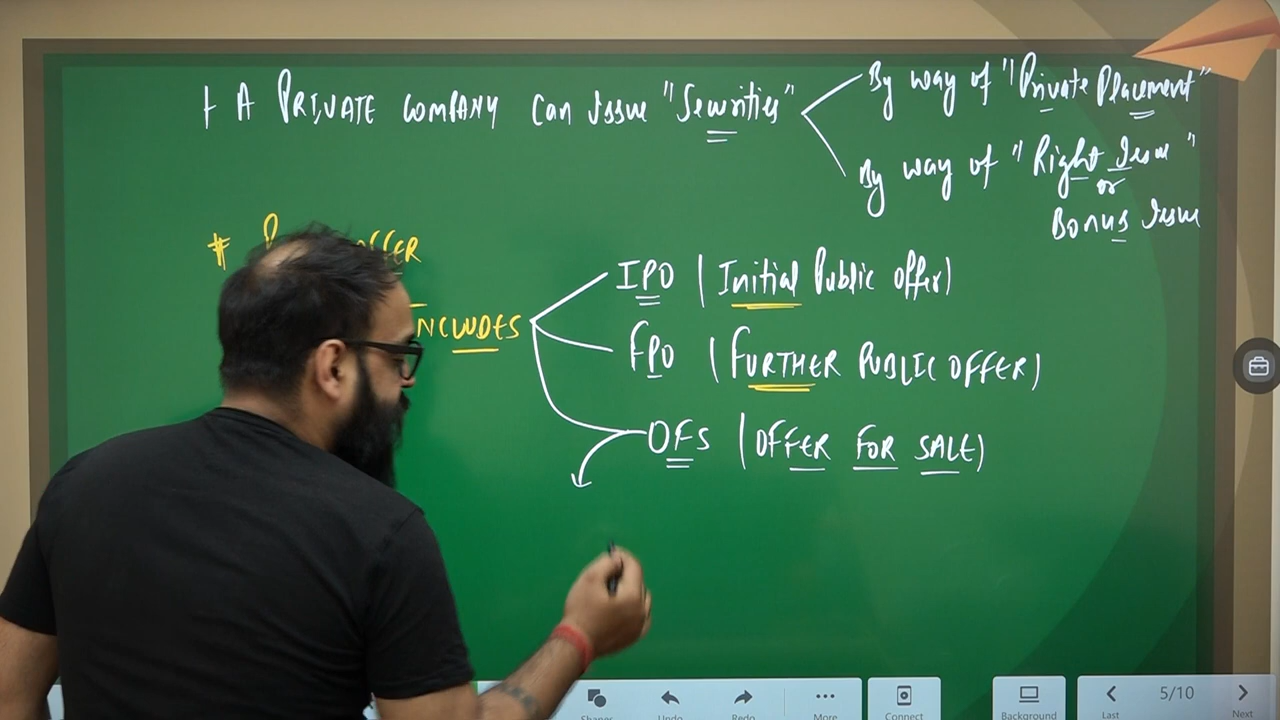 + A PRIVATE COMPANY Can Issue "Securities"
By way of "Private Placement"
By way of "Right Issue"
or
Bonus Issue
# OFFER
INCLUDES
IPO (Initial Public Offer)
FPO (FURTHER PUBLIC OFFER)
OFS (OFFER FOR SALE)
Shapes Undo Redo More Connect Background Last 5/10 Next